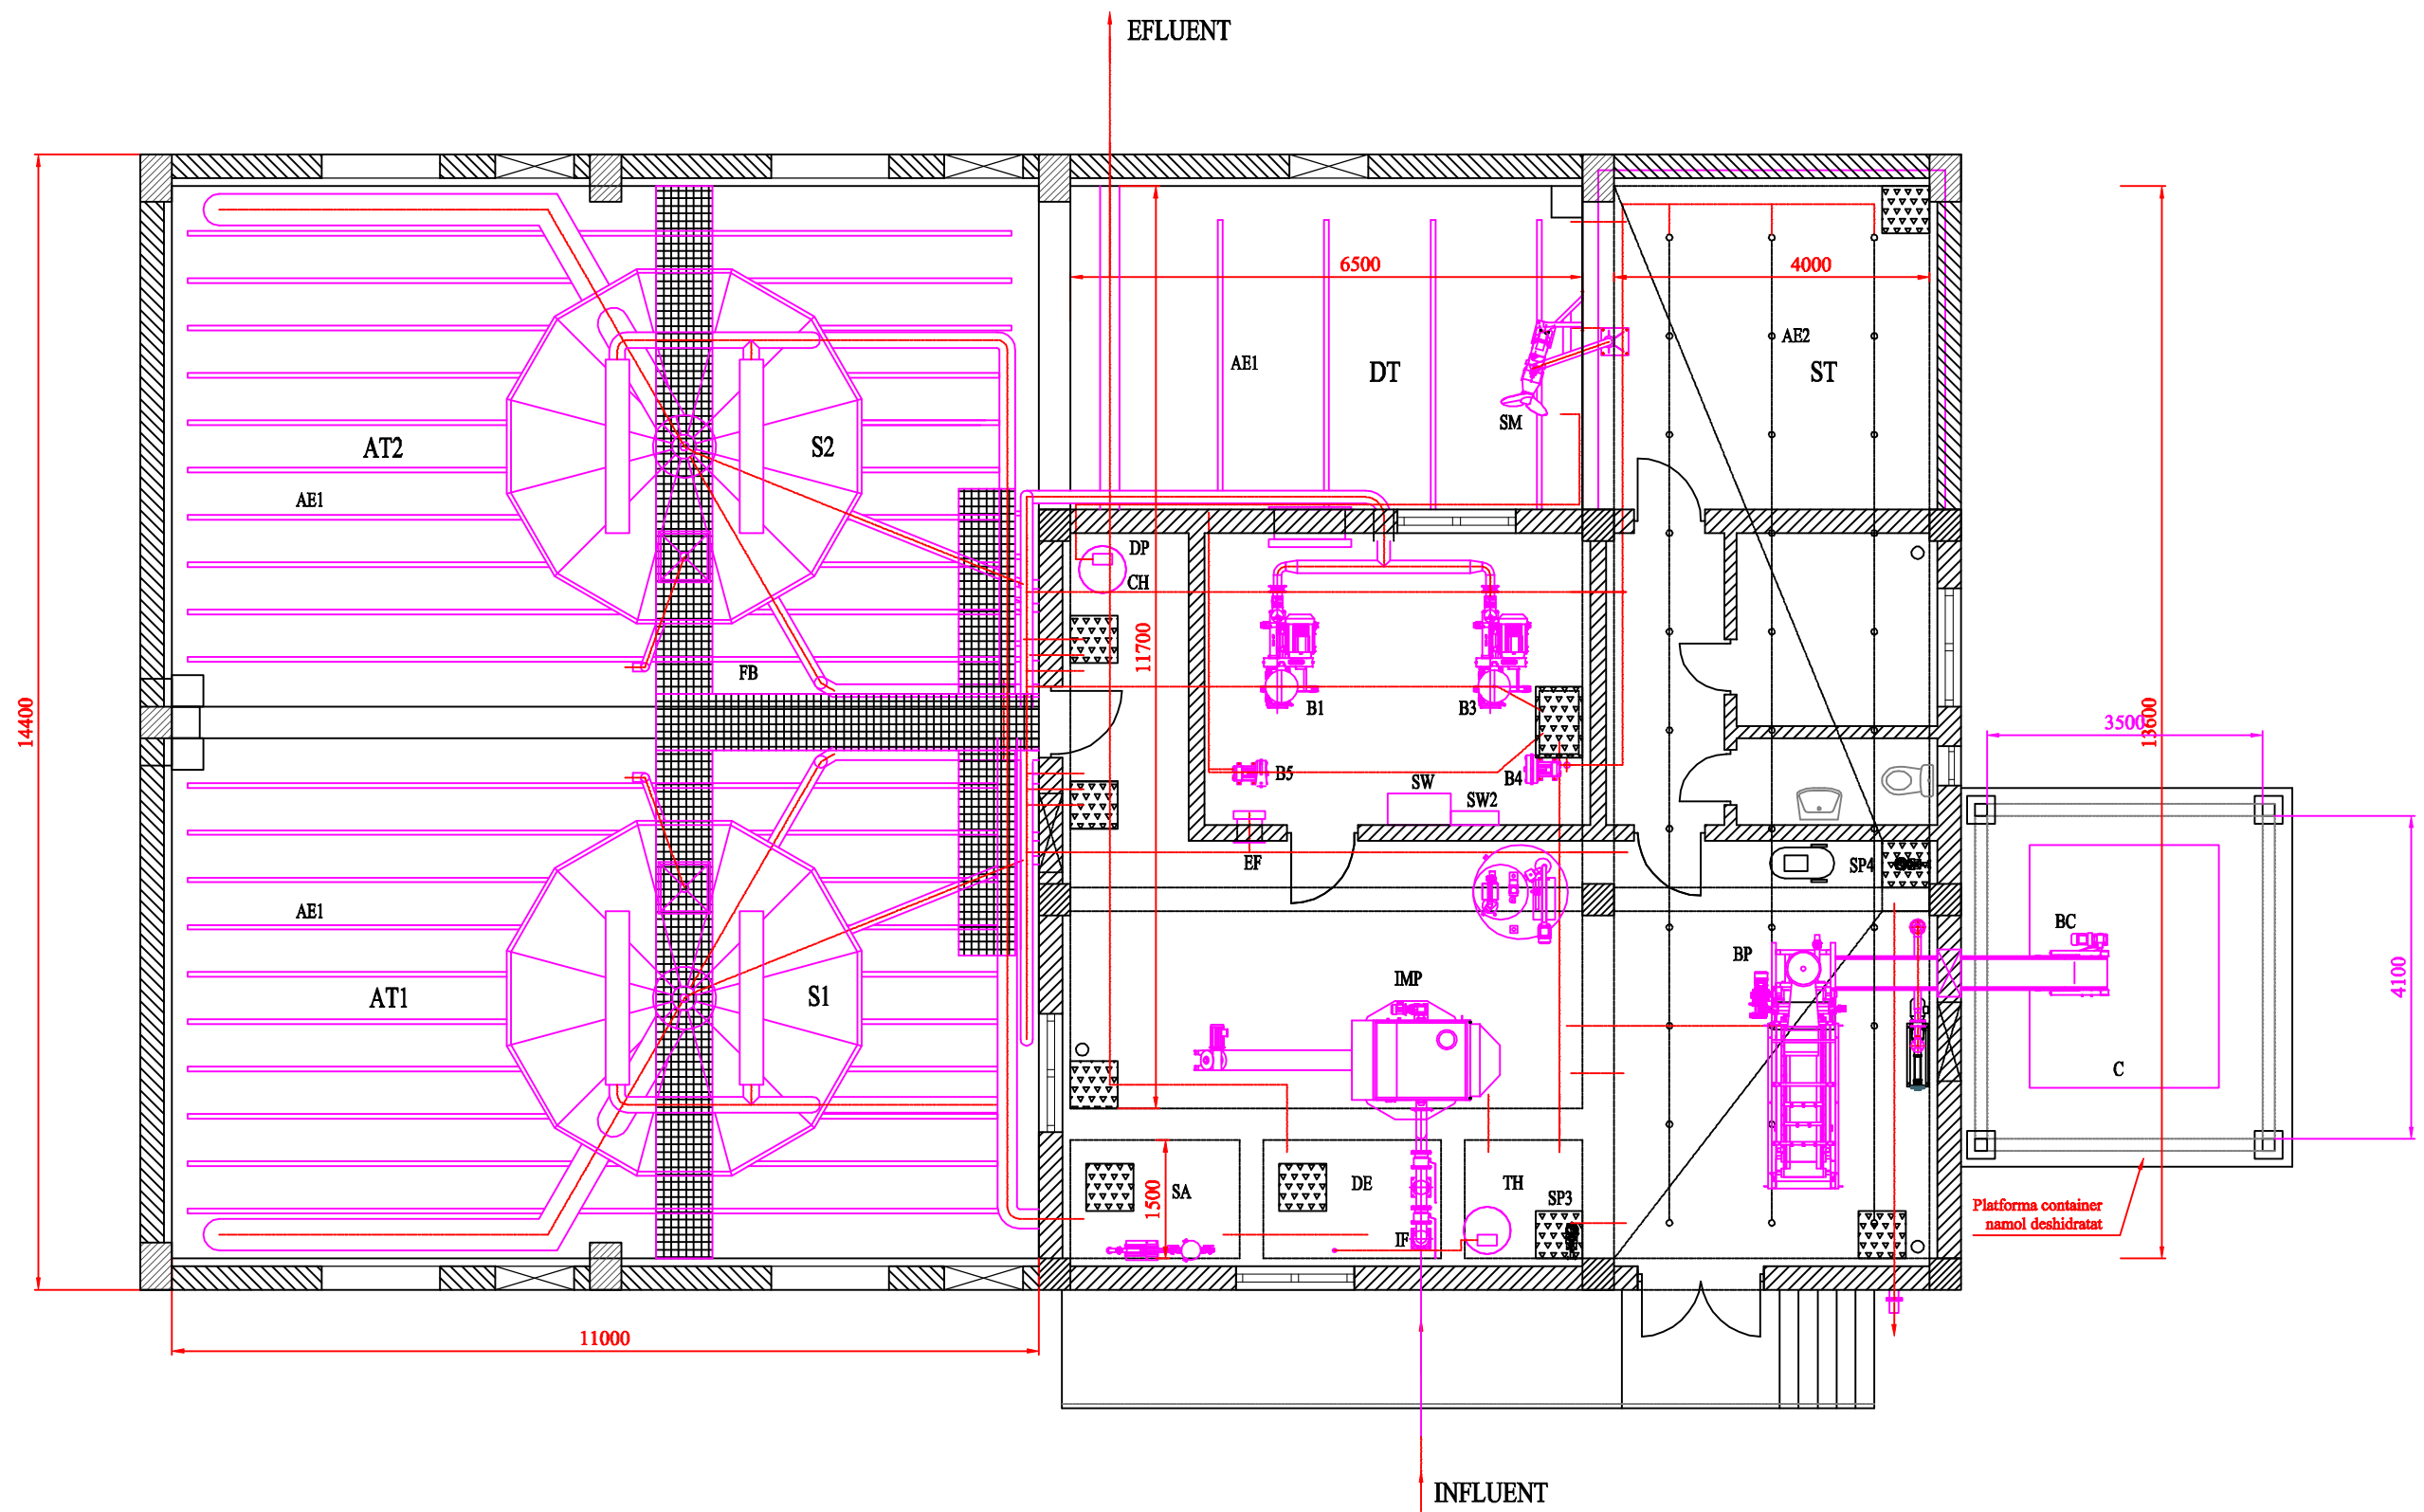 EFLUENT
6500
4000
AE2
AE1
DT
ST
SM
AT2
S2
AE1
DP
CH
11700
FB
14400
B1
B3
3500
13600
B5
B4
SW
SW2
EF
SP4
AE1
BC
BP
IMP
4100
AT1
S1
C
SA
1500
DE
TH
SP3
Platforma container
namol deshidratat
IF
11000
INFLUENT